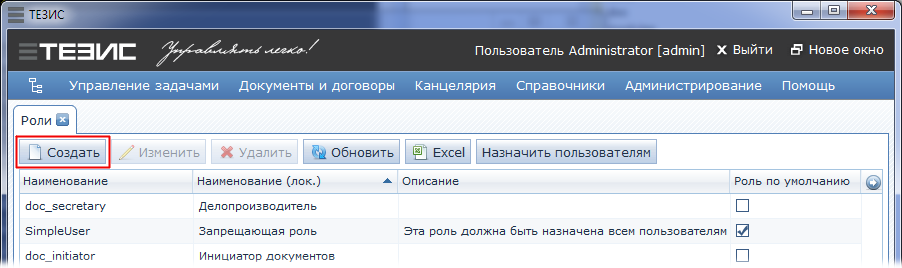 ТЕЗИС
ТЕЗИС Управлять легко! Пользователь Administrator [admin] Выйти Новое окно
Управление задачами Документы и договоры Канцелярия Справочники Администрирование Помощь
Роли
Создать Изменить Удалить Обновить Excel Назначить пользователям
Наименование Наименование (лок.) Описание Роль по умолчанию
doc_secretary Делопроизводитель
SimpleUser Запрещающая роль Эта роль должна быть назначена всем пользователям
doc_initiator Инициатор документов